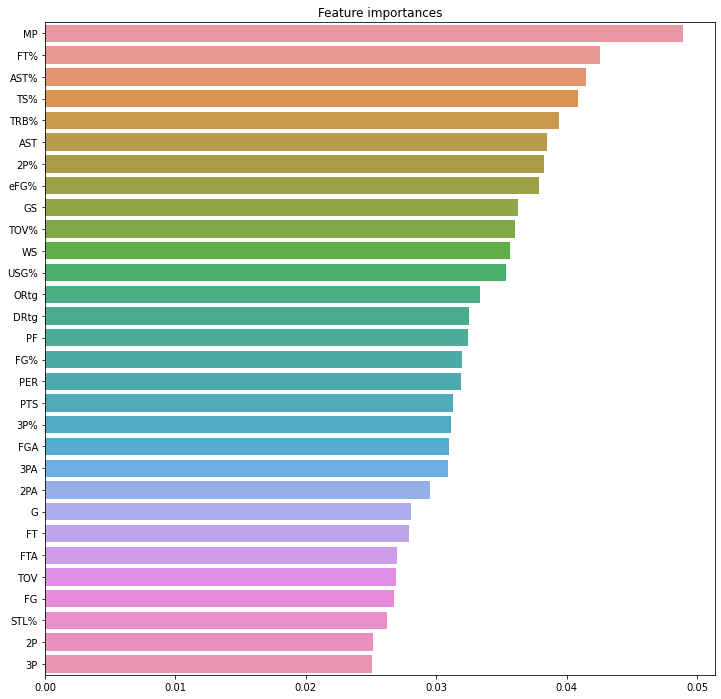 Feature importances
MP
FT%
AST%
TS%
TRB%
AST
2P%
eFG%
GS
TOV%
WS
USG%
ORtg
DRtg
PF
FG%
PER
PTS
3P%
FGA
3PA
2PA
G
FT
FTA
TOV
FG
STL%
2P
3P
0.00 0.01 0.02 0.03 0.04 0.05